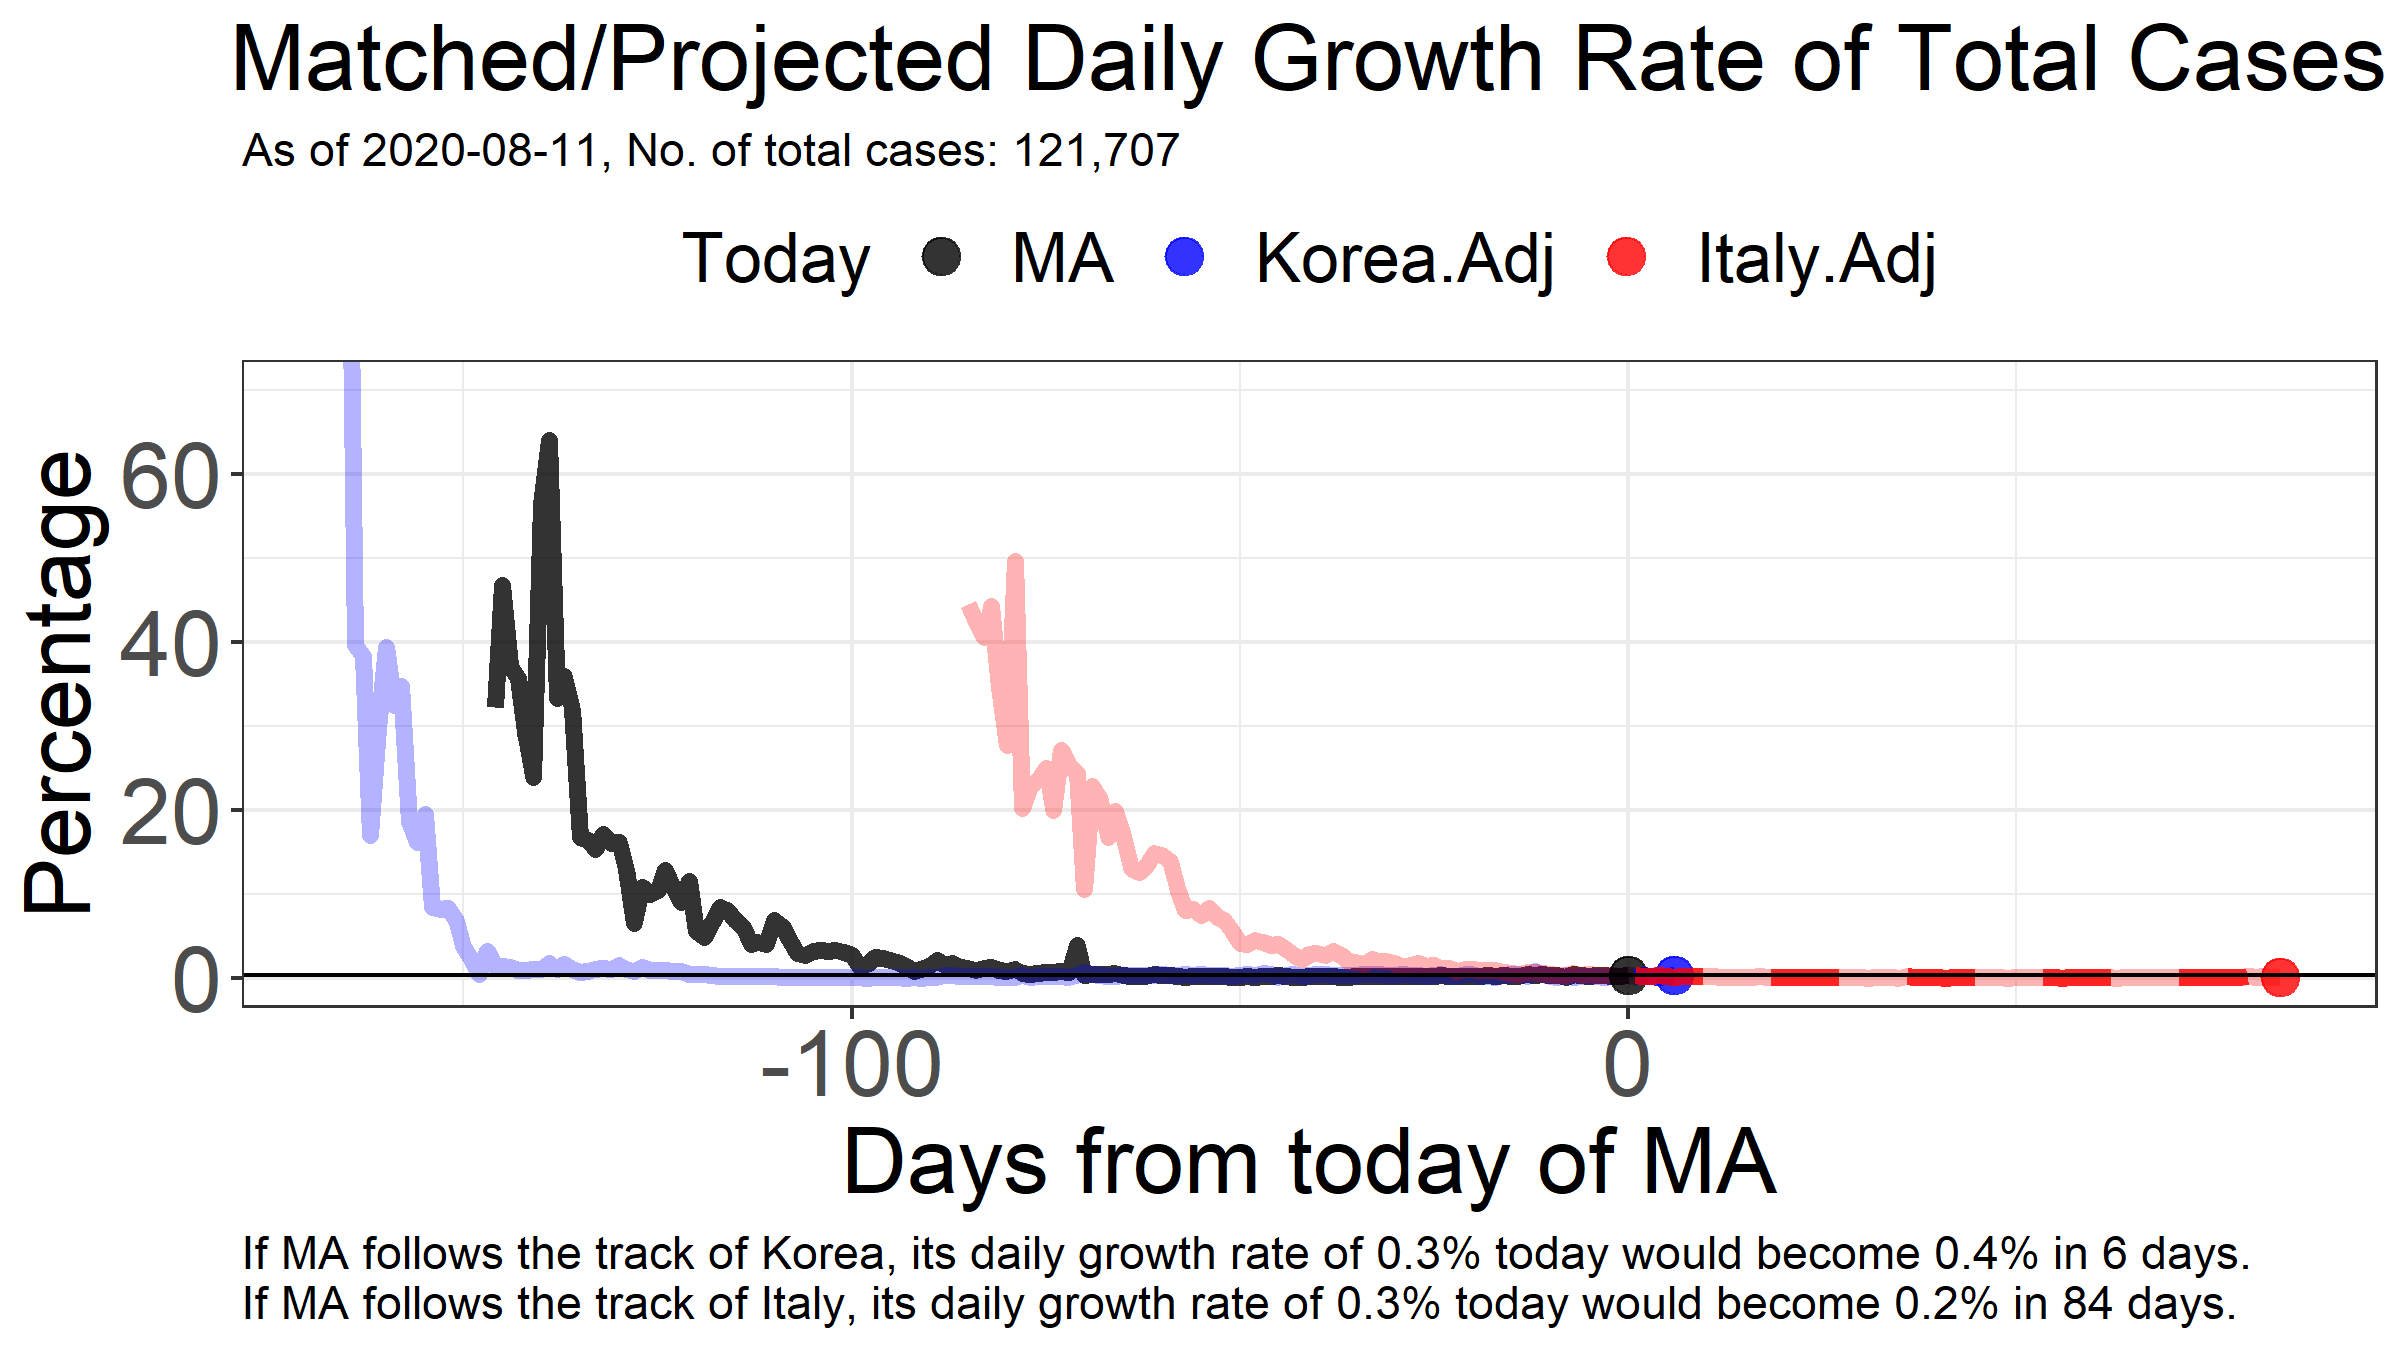 Matched/Projected Daily Growth Rate of Total Cases
As of 2020-08-11, No. of total cases: 121,707
Today MA Korea.Adj Italy.Adj
Percentage
60
40
20
0
-100 0
Days from today of MA
If MA follows the track of Korea, its daily growth rate of 0.3% today would become 0.4% in 6 days.
If MA follows the track of Italy, its daily growth rate of 0.3% today would become 0.2% in 84 days.